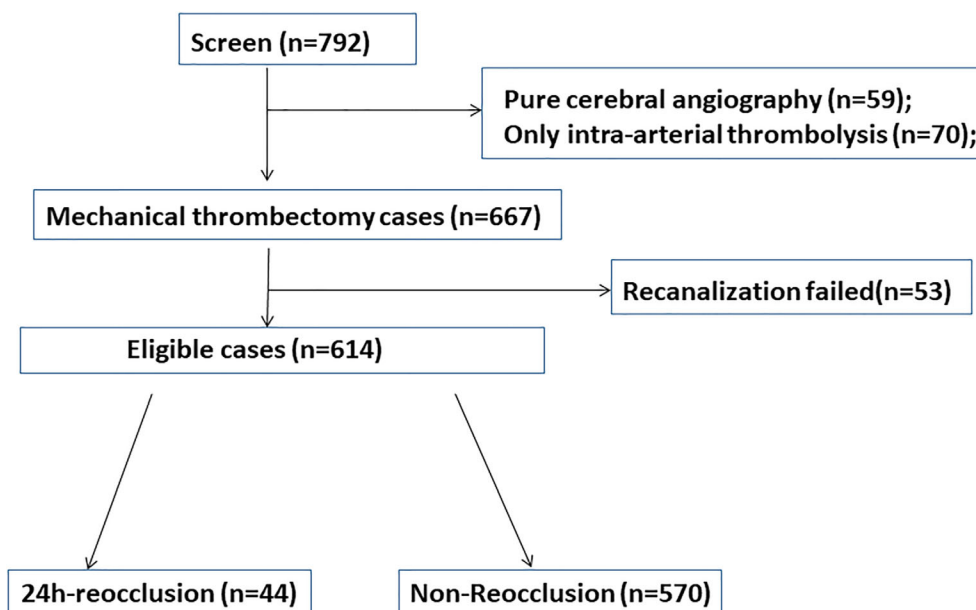 Screen (n=792)
Pure cerebral angiography (n=59);
Only intra-arterial thrombolysis (n=70);
Mechanical thrombectomy cases (n=667)
Recanalization failed(n=53)
Eligible cases (n=614)
24h-reocclusion (n=44)
Non-Reocclusion (n=570)